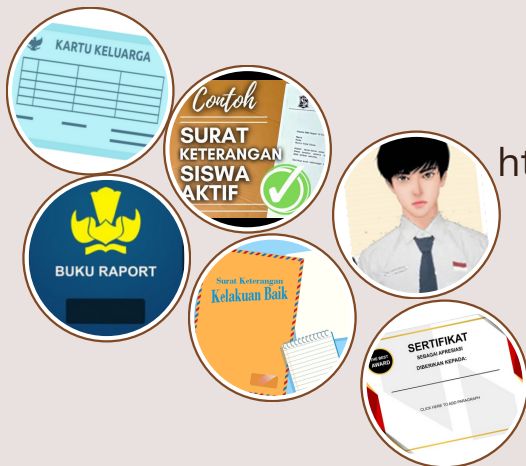 KARTU KELUARGA
Contoh
SURAT
KETERANGAN
SISWA
AKTIF
ht
BUKU RAPORT
Surat Keterangan
Kelakuan Baik
THE BEST
AWARD
SERTIFIKAT
SEBAGAI APRESIASI
DIBERIKAN KEPADA:
CLICK HERE TO ADD PARAGRAPH